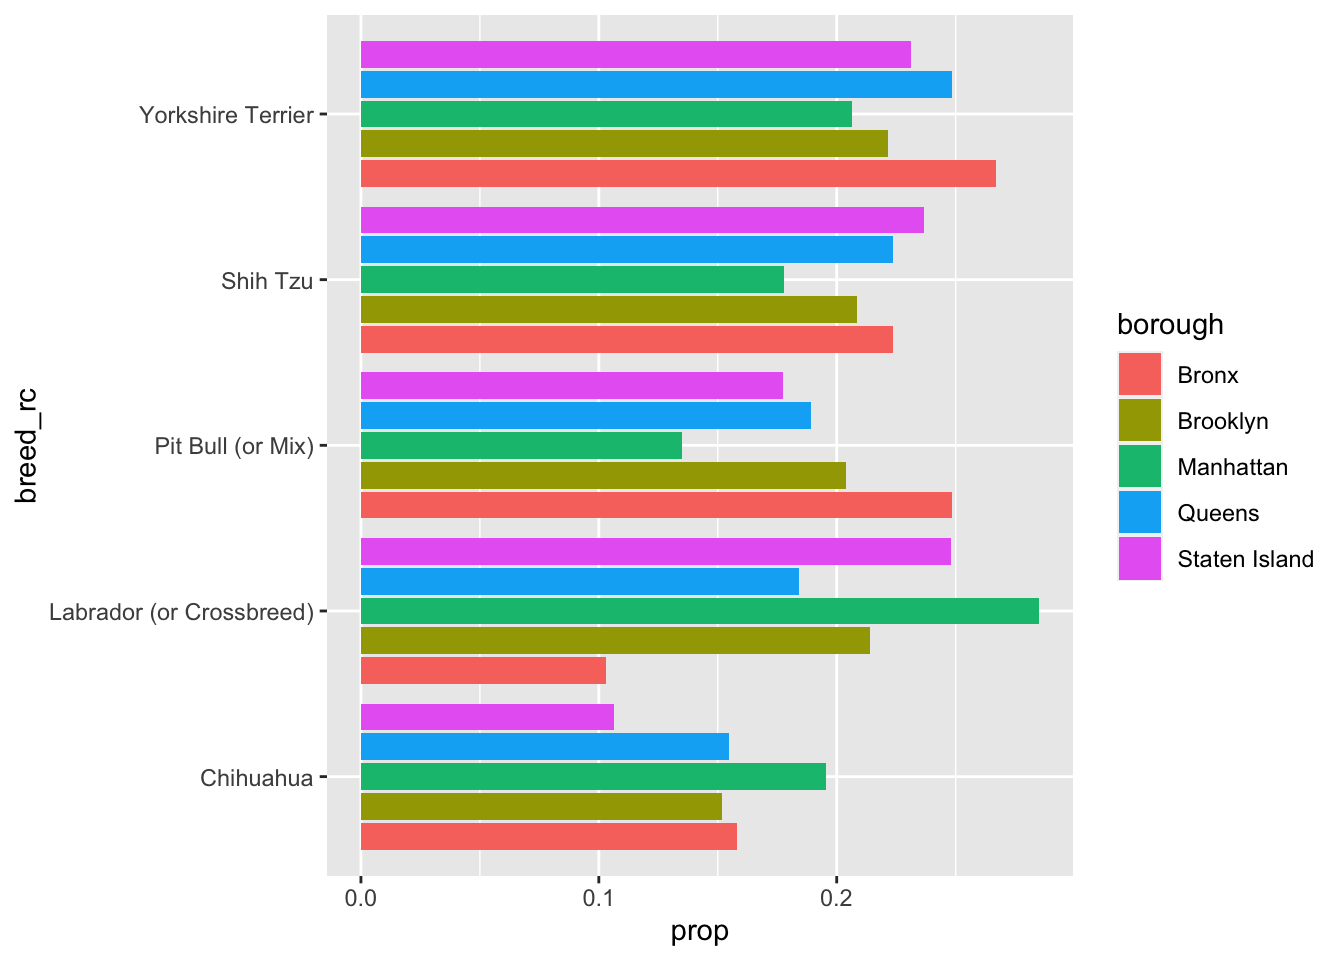 Yorkshire Terrier
Shih Tzu
Pit Bull (or Mix)
Labrador (or Crossbreed)
Chihuahua
breed_rc
0.0 0.1 0.2
prop
borough
Bronx
Brooklyn
Manhattan
Queens
Staten Island